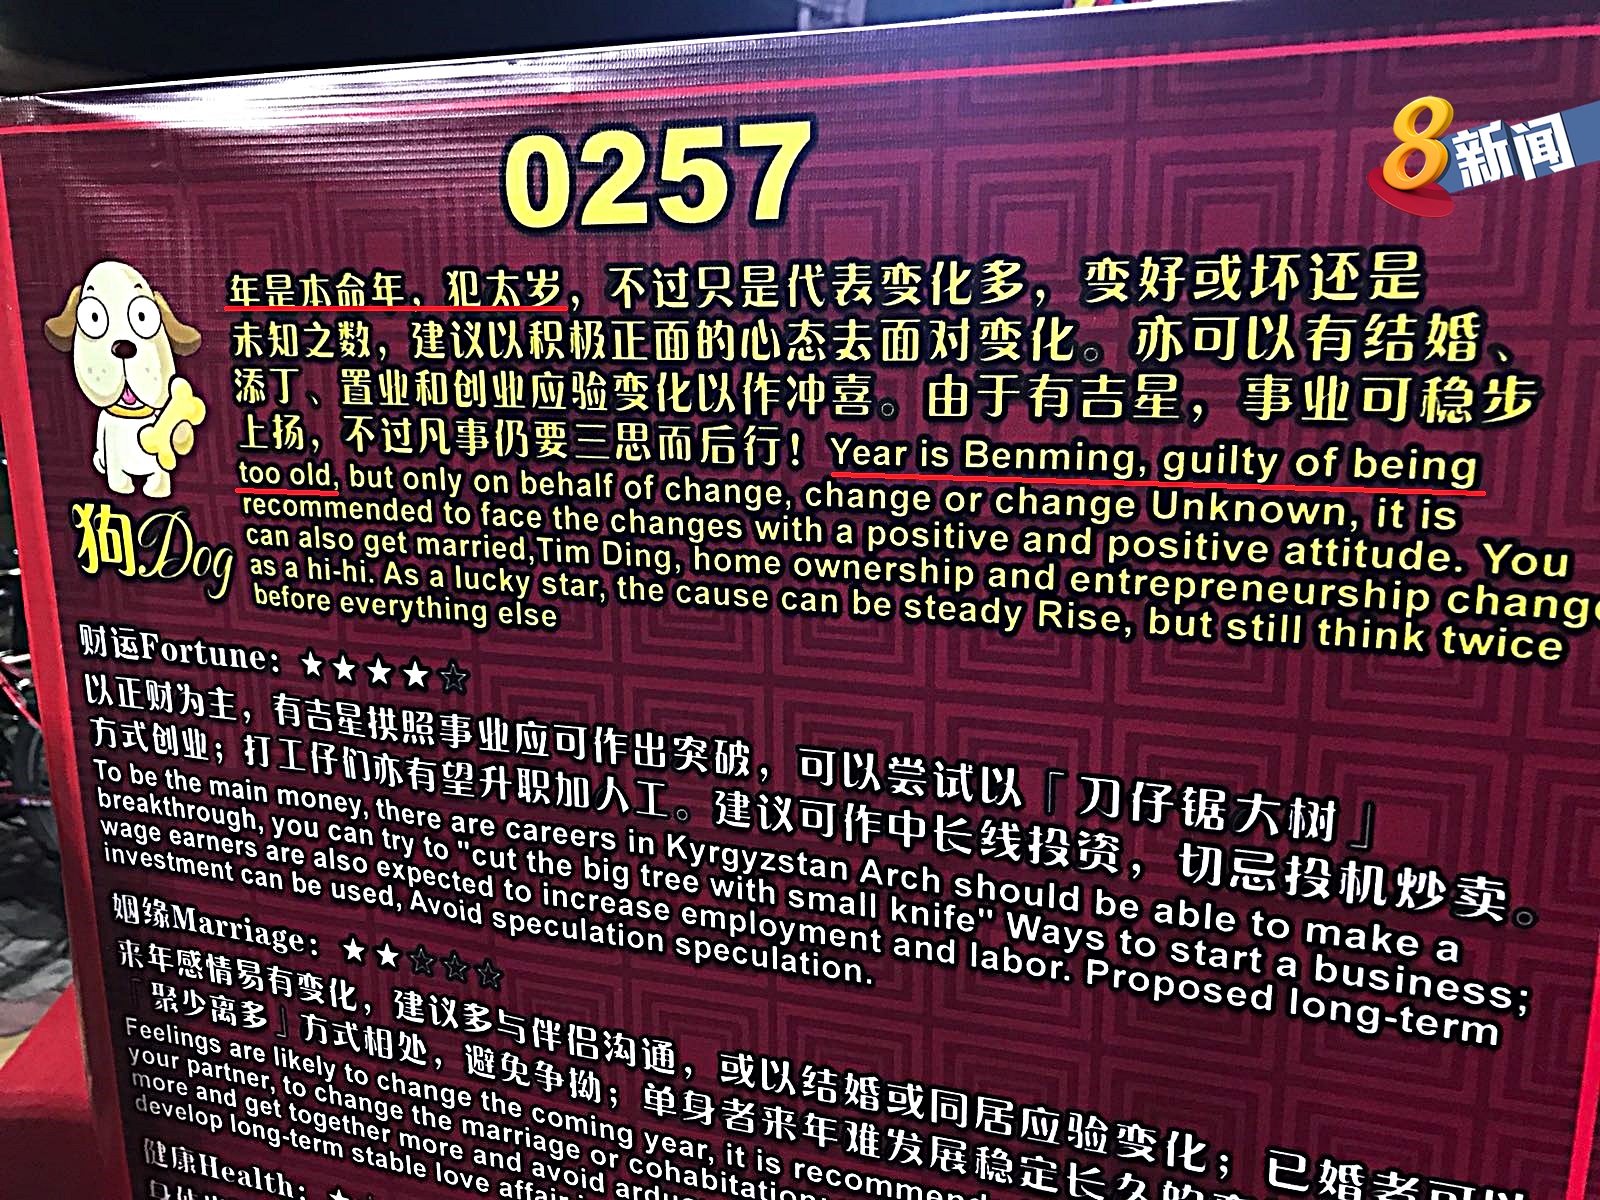 8新闻
0257
年是本命年，犯太岁，不过只是代表变化多，变好或坏还是
未知之数，建议以积极正面的心态去面对变化。亦可以有结婚、
添丁、置业和创业应验变化以作冲喜。由于有吉星，事业可稳步
上扬，不过凡事仍要三思而后行！Year is Benming, guilty of being
too old, but only on behalf of change, change or change Unknown, it is
recommended to face the changes with a positive and positive attitude. You
can also get married,Tim Ding, home ownership and entrepreneurship change
as a hi-hi. As a lucky star, the cause can be steady Rise, but still think twice
before everything else
狗Dog
财运Fortune：★★★★☆
以正财为主，有吉星拱照事业应可作出突破，可以尝试以「刀仔锯大树」
方式创业；打工仔们亦有望升职加人工。建议可作中长线投资，切忌投机炒卖。
To be the main money, there are careers in Kyrgyzstan Arch should be able to make a
breakthrough, you can try to "cut the big tree with small knife" Ways to start a business;
wage earners are also expected to increase employment and labor. Proposed long-term
investment can be used, Avoid speculation speculation.
姻缘Marriage：★★☆☆☆
来年感情易有变化，建议多与伴侣沟通，或以结婚或同居应验变化；已婚者可以
「聚少离多」方式相处，避免争拗；单身者来年难发展稳定长久的
Feelings are likely to change the coming year, it is recommen
your partner, to change the marriage or cohabitation
more and get together more and avoid ardu
develop long-term stable love affair
健康Health：★